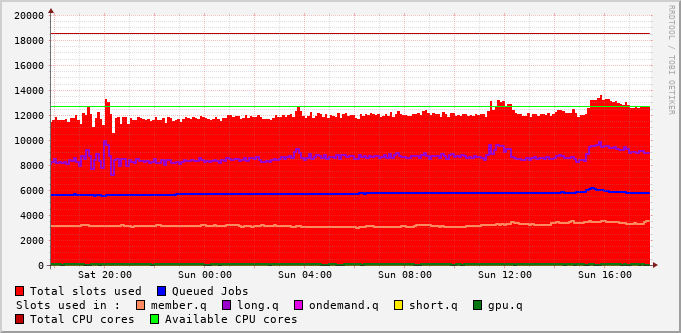 20000
18000
16000
14000
12000
10000
8000
6000
4000
2000
0
Sat 20:00 Sun 00:00 Sun 04:00 Sun 08:00 Sun 12:00 Sun 16:00
Total slots used Queued Jobs
Slots used in : member.q long.q ondemand.q short.q gpu.q
Total CPU cores Available CPU cores
RRDTOOL / TOBI OETIKER